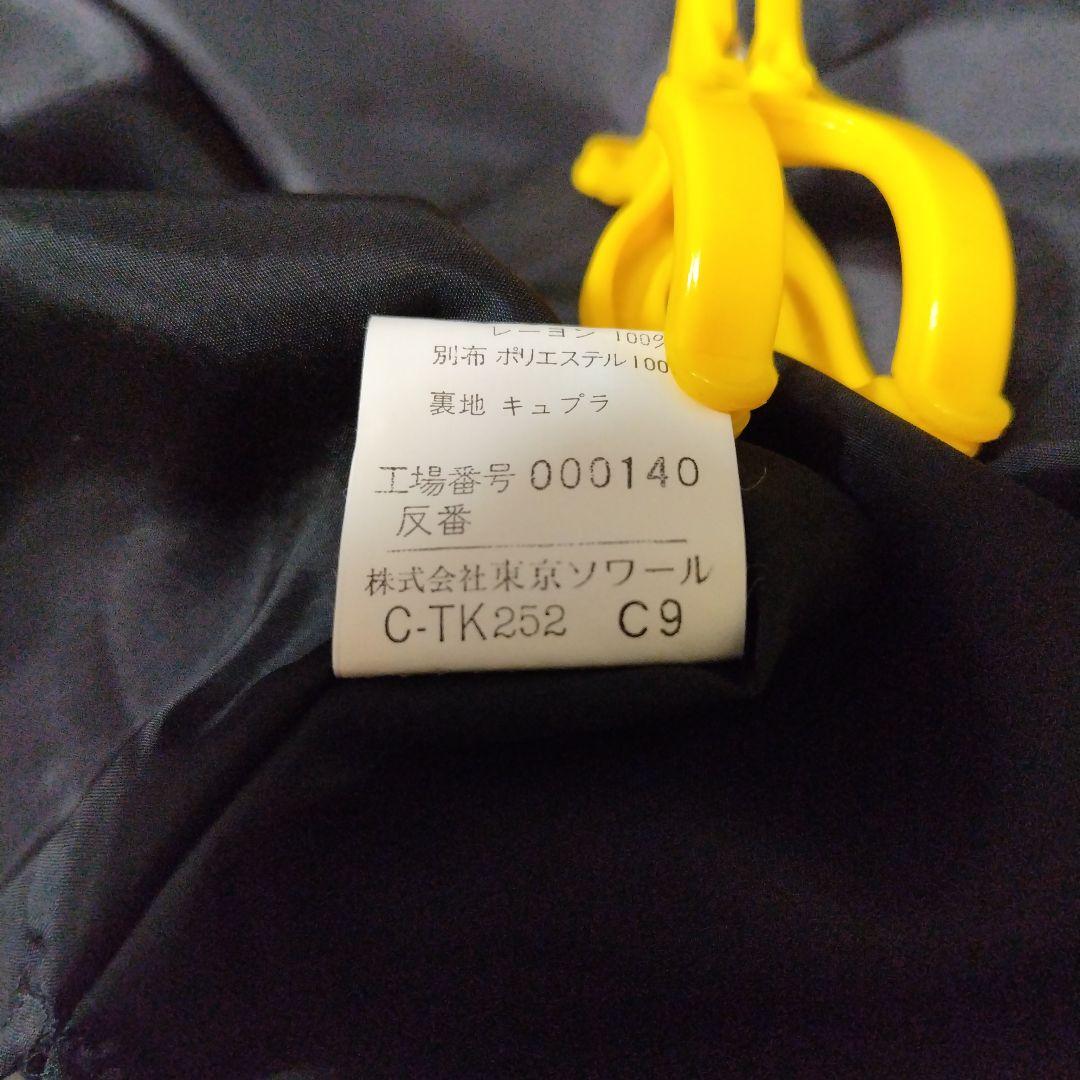 レーヨン 100%
別布 ポリエステル100
裏地 キュプラ
工場番号 000140
反番
株式会社東京ソワール
C-TK252 C9